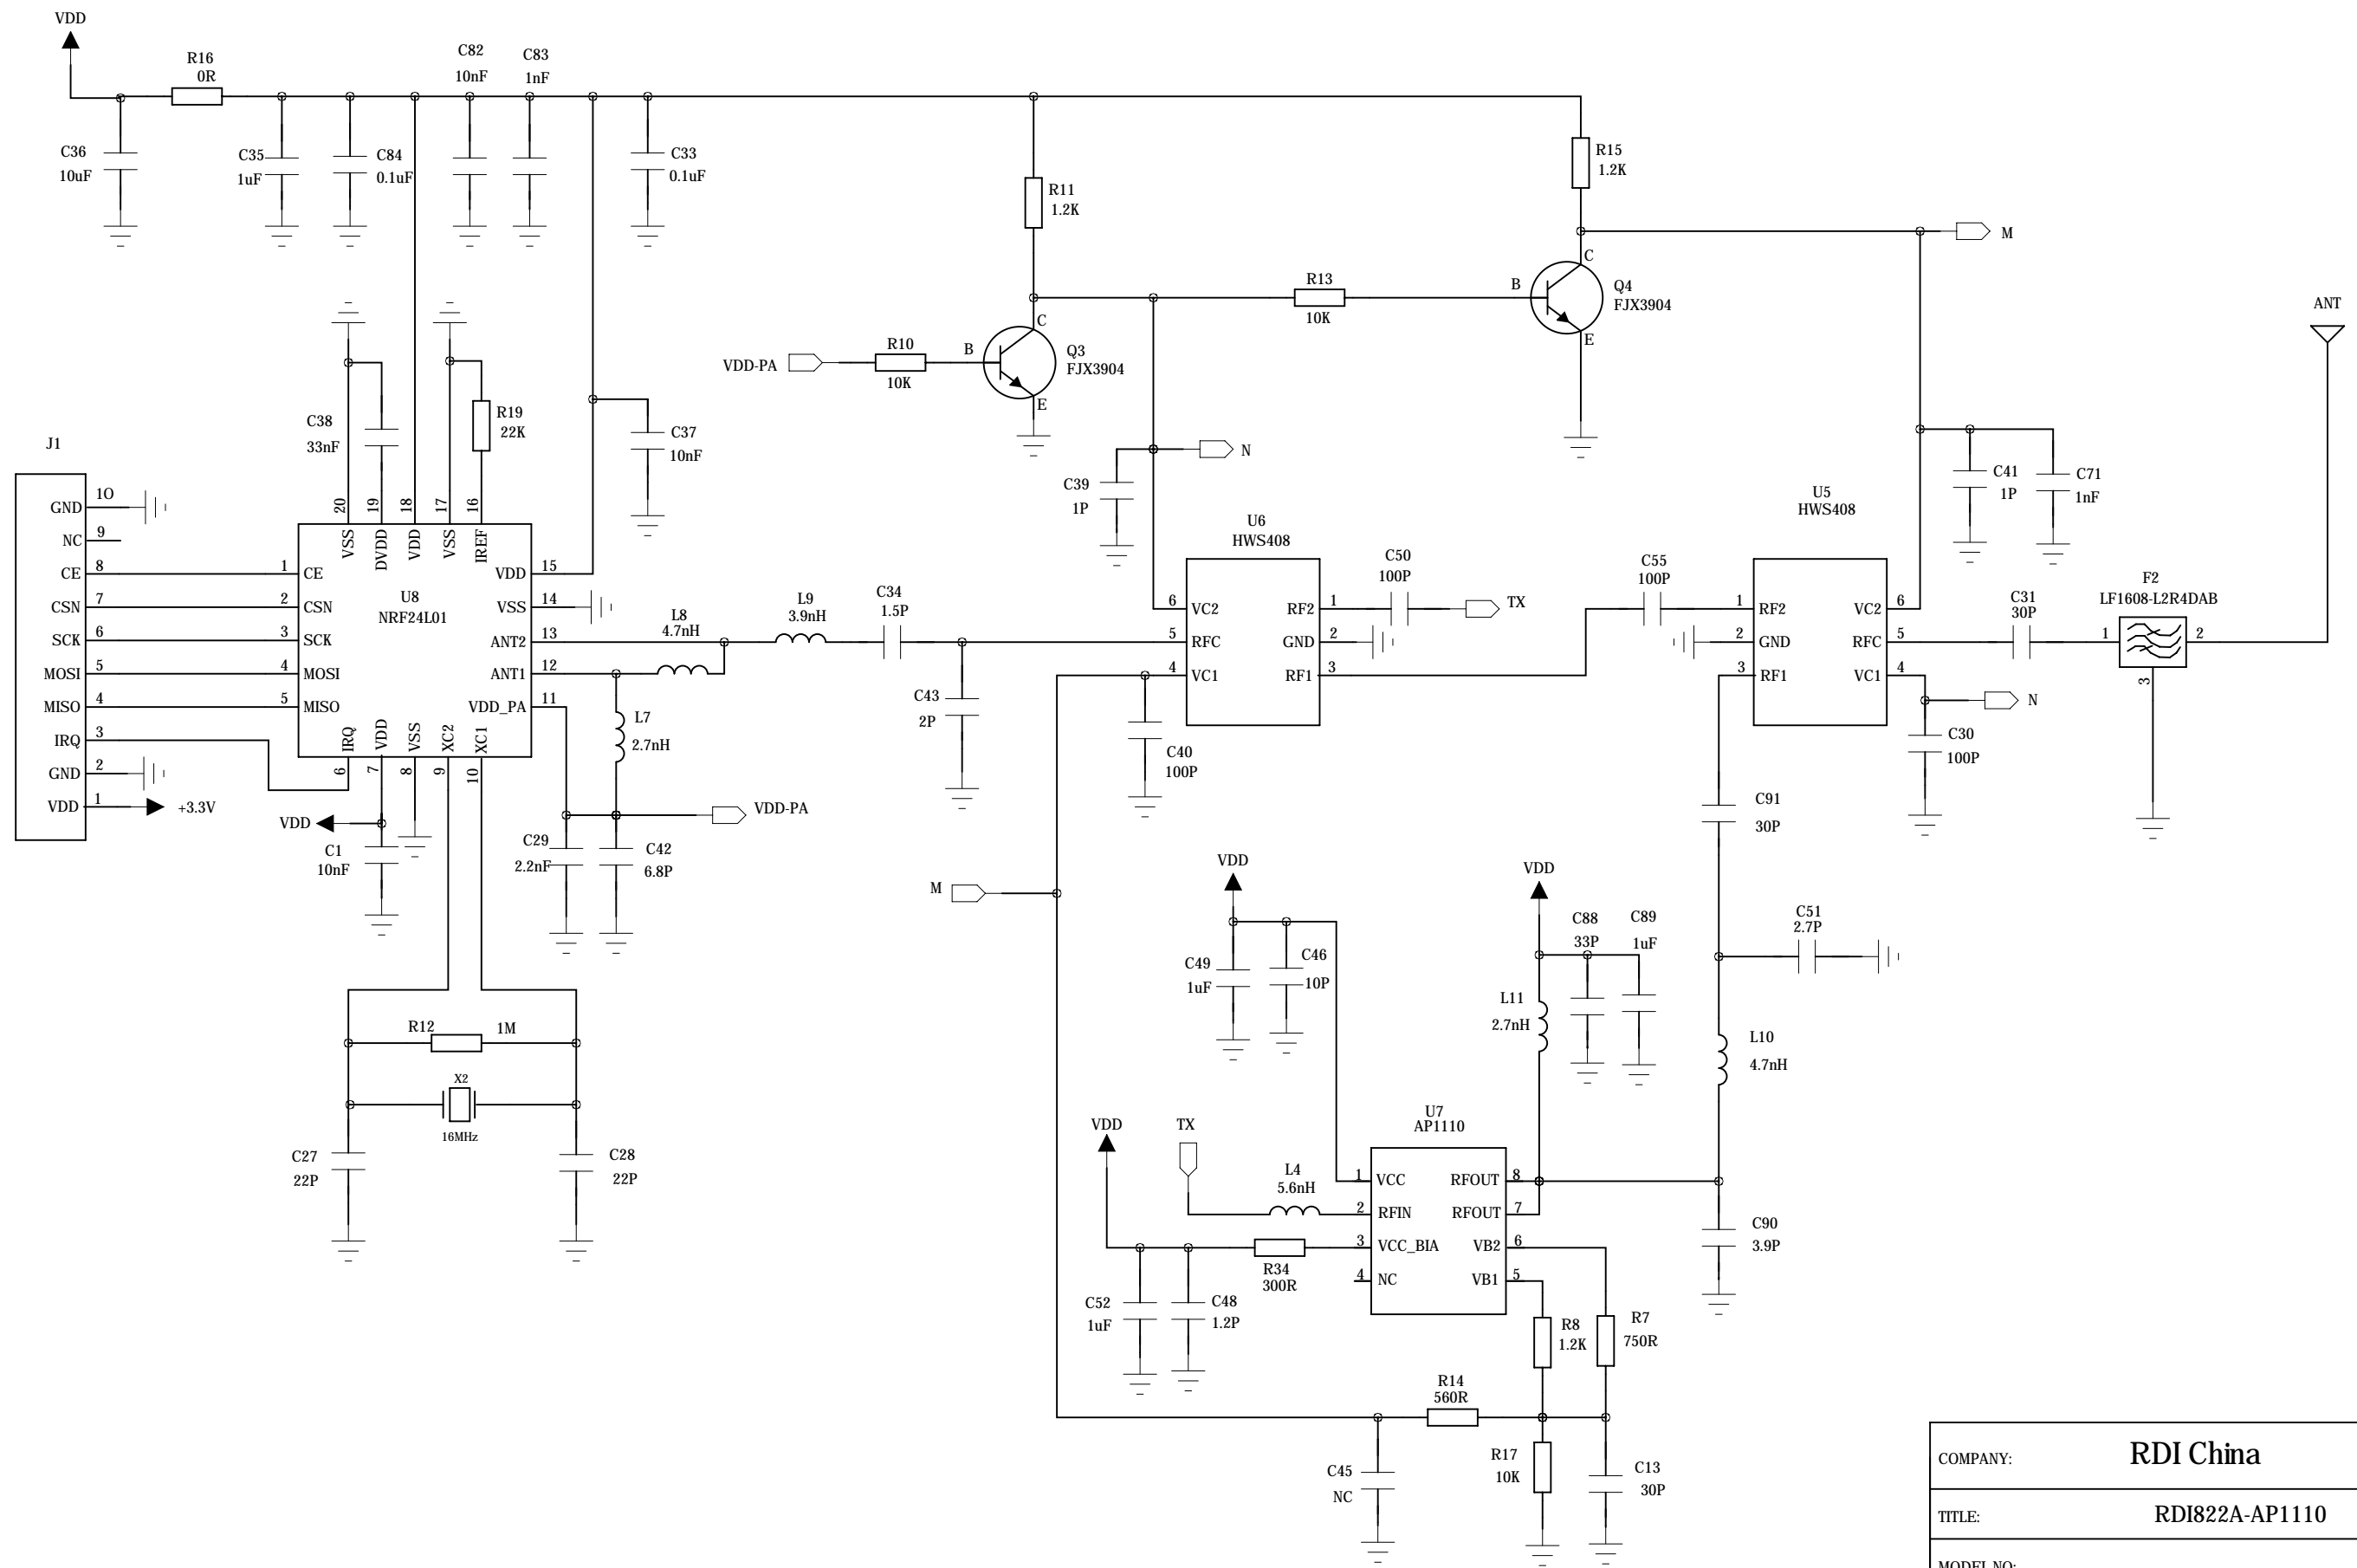 VDD
R16
0R
C82
10nF
C83
1nF
C36
10uF
C35
1uF
C84
0.1uF
C33
0.1uF
R11
1.2K
R15
1.2K
M
C
B
E
Q4
FJX3904
R13
10K
ANT
VDD-PA
R10
10K
B
C
E
Q3
FJX3904
N
C38
33nF
R19
22K
C37
10nF
C39
1P
C41
1P
C71
1nF
J1
GND 10
NC 9
CE 8
CSN 7
SCK 6
MOSI 5
MISO 4
IRQ 3
GND 2
VDD 1
+3.3V
20 19 18 17 16
VSS DVDD VDD VSS IREF
U8
NRF24L01
1 CE
2 CSN
3 SCK
4 MOSI
5 MISO
VDD 15
VSS 14
ANT2 13
ANT1 12
VDD_PA 11
IRQ VDD VSS XC2 XC1
6 7 8 9 10
L8
4.7nH
L9
3.9nH
C34
1.5P
C43
2P
L7
2.7nH
VDD-PA
C29
2.2nF
C42
6.8P
VDD
C1
10nF
R12
1M
X2
16MHz
C27
22P
C28
22P
U6
HWS408
6 VC2
5 RFC
4 VC1
RF2 1
GND 2
RF1 3
C50
100P
TX
C40
100P
C55
100P
U5
HWS408
1 RF2
2 GND
3 RF1
VC2 6
RFC 5
VC1 4
C31
30P
F2
LF1608-L2R4DAB
1
2
3
N
C30
100P
C91
30P
M
VDD
C49
1uF
C46
10P
VDD
C88
33P
C89
1uF
L11
2.7nH
C51
2.7P
L10
4.7nH
VDD
TX
L4
5.6nH
U7
AP1110
1 VCC
2 RFIN
3 VCC_BIA
4 NC
RFOUT 8
RFOUT 7
VB2 6
VB1 5
C90
3.9P
R34
300R
C52
1uF
C48
1.2P
R8
1.2K
R7
750R
R14
560R
C45
NC
R17
10K
C13
30P
COMPANY: RDI China
TITLE: RDI822A-AP1110
MODEL NO: